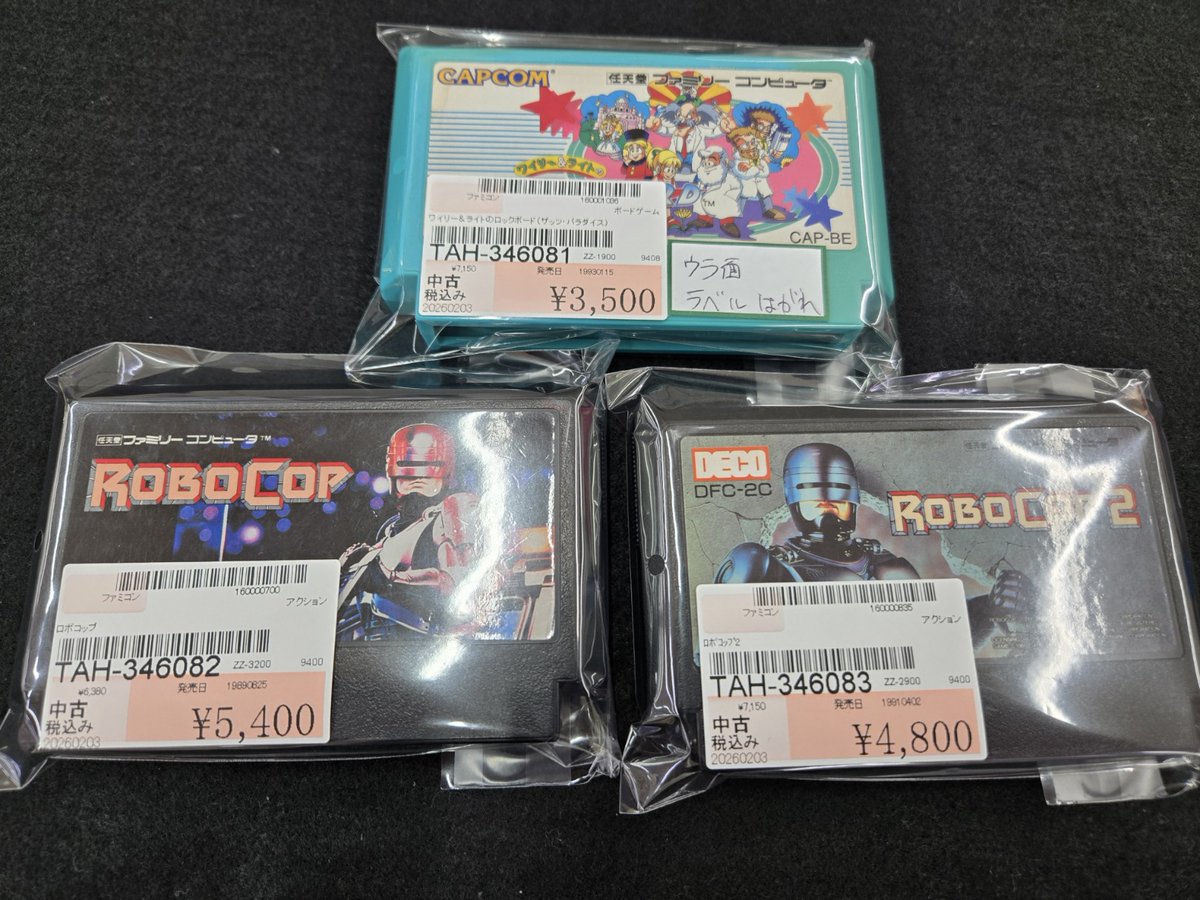 CAPCOM
任天堂 ファミリー コンピュータ
ワイリー&ライトの
CAP-BE
ファミコン
160001036
ボードゲーム
ワイリー&ライトのロックボード(ザッツ・パラダイス)
TAH-346081 ZZ-1900 9408
¥7,150 発売日 19930115
中古
税込み
¥3,500
20260203
ウラ面
ラベル はがれ
任天堂 ファミリー コンピュータ™
ROBOCOP
160000700
ファミコン
アクション
ロボコップ
TAH-346082 ZZ-3200 9400
¥6,380 発売日 19890825
中古
税込み
¥5,400
20260203
DECO
DFC-2C
ROBOCOP 2
160000835
ファミコン
アクション
ロボコップ2
TAH-346083 ZZ-2900 9400
¥7,150 発売日 19910402
中古
税込み
¥4,800
20260203